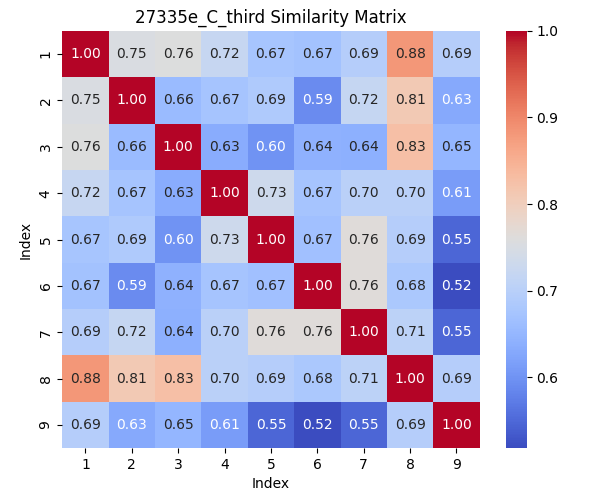 27335e_C_third Similarity Matrix
1 1.00 0.75 0.76 0.72 0.67 0.67 0.69 0.88 0.69
2 0.75 1.00 0.66 0.67 0.69 0.59 0.72 0.81 0.63
3 0.76 0.66 1.00 0.63 0.60 0.64 0.64 0.83 0.65
4 0.72 0.67 0.63 1.00 0.73 0.67 0.70 0.70 0.61
5 0.67 0.69 0.60 0.73 1.00 0.67 0.76 0.69 0.55
6 0.67 0.59 0.64 0.67 0.67 1.00 0.76 0.68 0.52
7 0.69 0.72 0.64 0.70 0.76 0.76 1.00 0.71 0.55
8 0.88 0.81 0.83 0.70 0.69 0.68 0.71 1.00 0.69
9 0.69 0.63 0.65 0.61 0.55 0.52 0.55 0.69 1.00
1 2 3 4 5 6 7 8 9
Index
Index
1.0
0.9
0.8
0.7
0.6